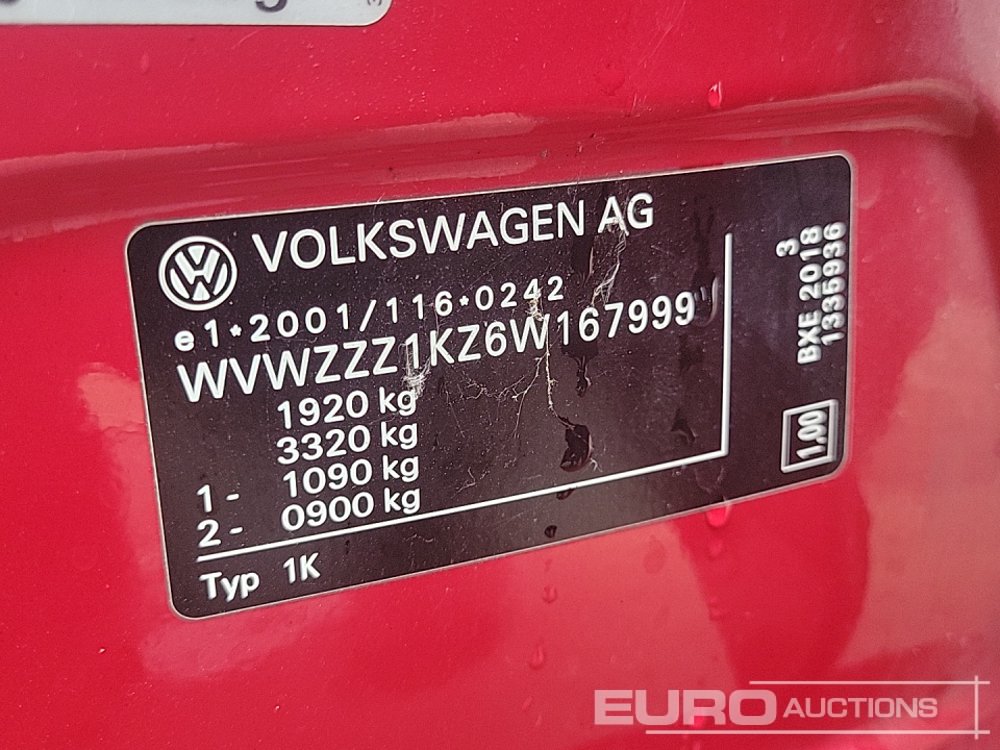 VOLKSWAGEN AG
e1*2001/116*0242
WVWZZZ1KZ6W167999
1920 kg
3320 kg
1 - 1090 kg
2 - 0900 kg
Typ 1K
3
BXE 2018
1335936
1.00
EURO AUCTIONS